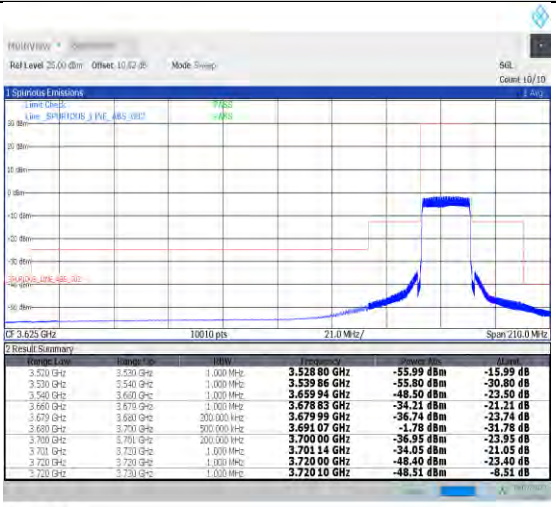 MultiView
Ref Level 25.00 dBm Offset 10.62 dB Mode Sweep SGL
Count 10/10
1 Spurious Emissions 1 Avg
Limit Check PASS
Line _SPURIOUS_LINE_ABS_002 PASS
20 dBm
10 dBm
0 dBm
-10 dBm
-20 dBm
-30 dBm
_SPURIOUS_LINE_ABS_002
-50 dBm
CF 3.625 GHz 10010 pts 21.0 MHz/ Span 210.0 MHz
2 Result Summary
Range Low Range Up RBW Frequency Power Abs ΔLimit
3.520 GHz 3.530 GHz 1.000 MHz 3.528 80 GHz -55.99 dBm -15.99 dB
3.530 GHz 3.540 GHz 1.000 MHz 3.539 86 GHz -55.80 dBm -30.80 dB
3.540 GHz 3.660 GHz 1.000 MHz 3.659 94 GHz -48.50 dBm -23.50 dB
3.660 GHz 3.679 GHz 1.000 MHz 3.678 83 GHz -34.21 dBm -21.21 dB
3.679 GHz 3.680 GHz 200.000 kHz 3.679 99 GHz -36.74 dBm -23.74 dB
3.680 GHz 3.700 GHz 500.000 kHz 3.691 07 GHz -1.78 dBm -31.78 dB
3.700 GHz 3.701 GHz 200.000 kHz 3.700 00 GHz -36.95 dBm -23.95 dB
3.701 GHz 3.720 GHz 1.000 MHz 3.701 14 GHz -34.05 dBm -21.05 dB
3.720 GHz 3.720 GHz 1.000 MHz 3.720 00 GHz -48.40 dBm -23.40 dB
3.720 GHz 3.730 GHz 1.000 MHz 3.720 10 GHz -48.51 dBm -8.51 dB